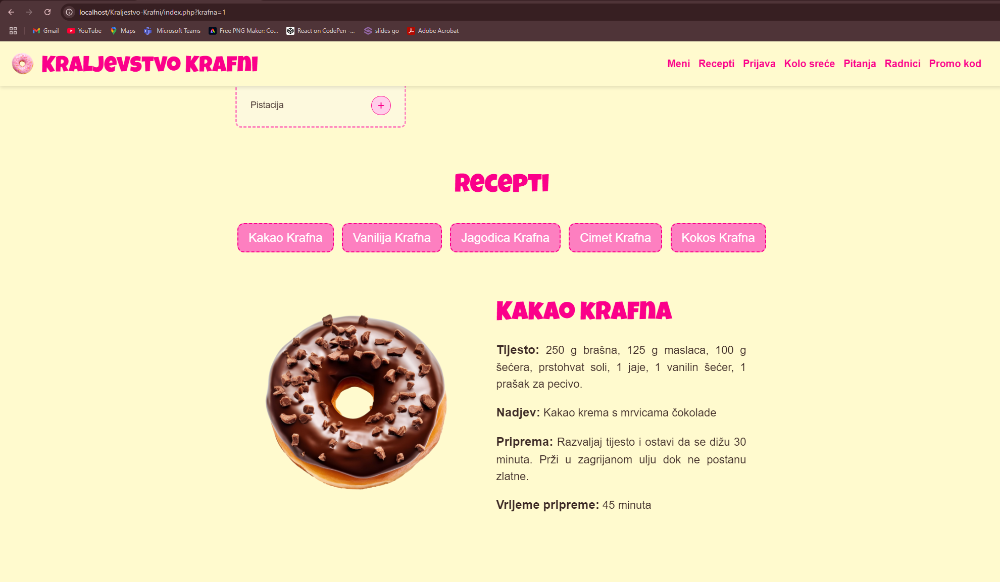 localhost/Kraljestvo-Krafni/index.php?krafna=1
Gmail YouTube Maps Microsoft Teams Free PNG Maker: Co... React on CodePen -... slides go Adobe Acrobat
Kraljevstvo Krafni
Meni Recepti Prijava Kolo sreće Pitanja Radnici Promo kod
Pistacija +
Recepti
Kakao Krafna Vanilija Krafna Jagodica Krafna Cimet Krafna Kokos Krafna
Kakao Krafna
Tijesto: 250 g brašna, 125 g maslaca, 100 g
šećera, prstohvat soli, 1 jaje, 1 vanilin šećer, 1
prašak za pecivo.
Nadjev: Kakao krema s mrvicama čokolade
Priprema: Razvaljaj tijesto i ostavi da se dižu 30
minuta. Prži u zagrijanom ulju dok ne postanu
zlatne.
Vrijeme pripreme: 45 minuta